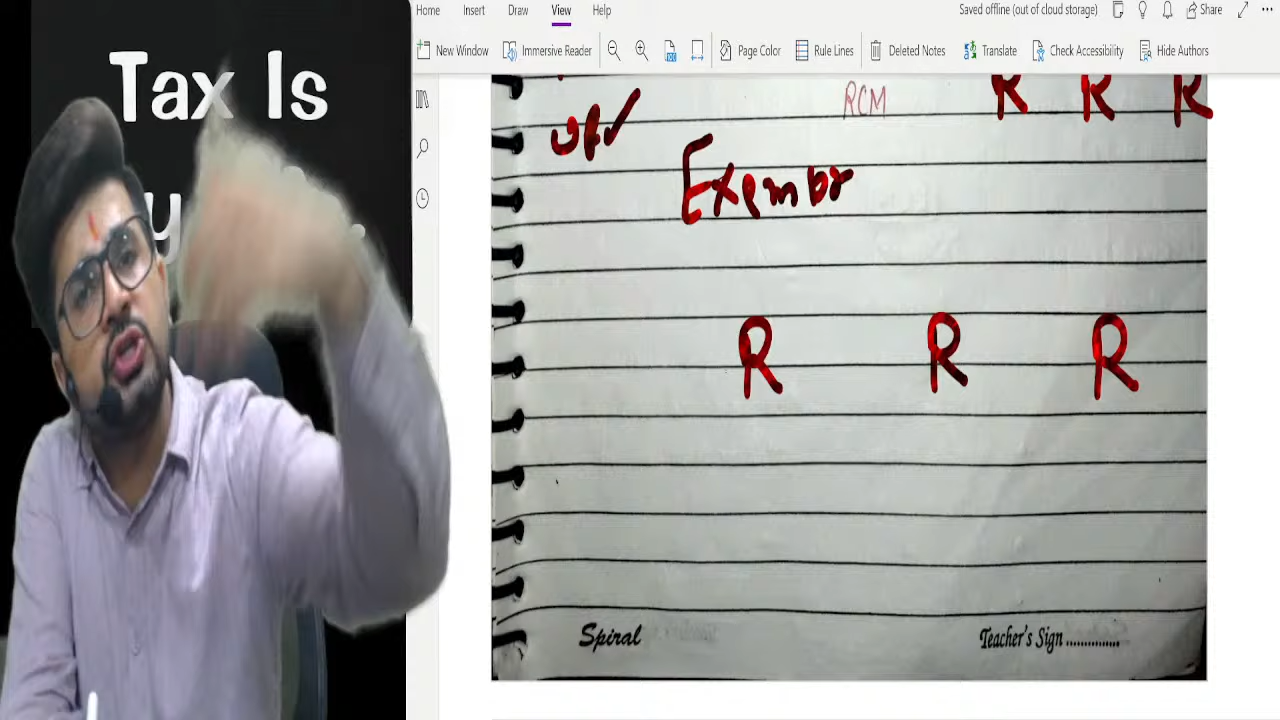 Tax Is
Home Insert Draw View Help Saved offline (out of cloud storage) Share
New Window Immersive Reader Page Color Rule Lines Deleted Notes Translate Check Accessibility Hide Authors
RCM R R R
Exempt
R R R
Spiral Teacher's Sign ..............